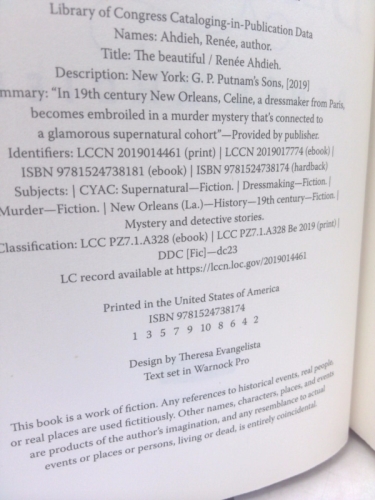 Library of Congress Cataloging-in-Publication Data
Names: Ahdieh, Renée, author.
Title: The beautiful / Renée Ahdieh.
Description: New York: G. P. Putnam's Sons, [2019]
mmary: “In 19th century New Orleans, Celine, a dressmaker from Paris,
becomes embroiled in a murder mystery that's connected to
a glamorous supernatural cohort”—Provided by publisher.
Identifiers: LCCN 2019014461 (print) | LCCN 2019017774 (ebook) |
ISBN 9781524738181 (ebook) | ISBN 9781524738174 (hardback)
Subjects: | CYAC: Supernatural—Fiction. | Dressmaking—Fiction. |
Murder—Fiction. | New Orleans (La.)—History—19th century—Fiction. |
Mystery and detective stories.
Classification: LCC PZ7.1.A328 (ebook) | LCC PZ7.1.A328 Be 2019 (print) |
DDC [Fic]—dc23
LC record available at https://lccn.loc.gov/2019014461
Printed in the United States of America
ISBN 9781524738174
1 3 5 7 9 10 8 6 4 2
Design by Theresa Evangelista
Text set in Warnock Pro
This book is a work of fiction. Any references to historical events, real people,
or real places are used fictitiously. Other names, characters, places, and events
are products of the author's imagination, and any resemblance to actual
events or places or persons, living or dead, is entirely coincidental.